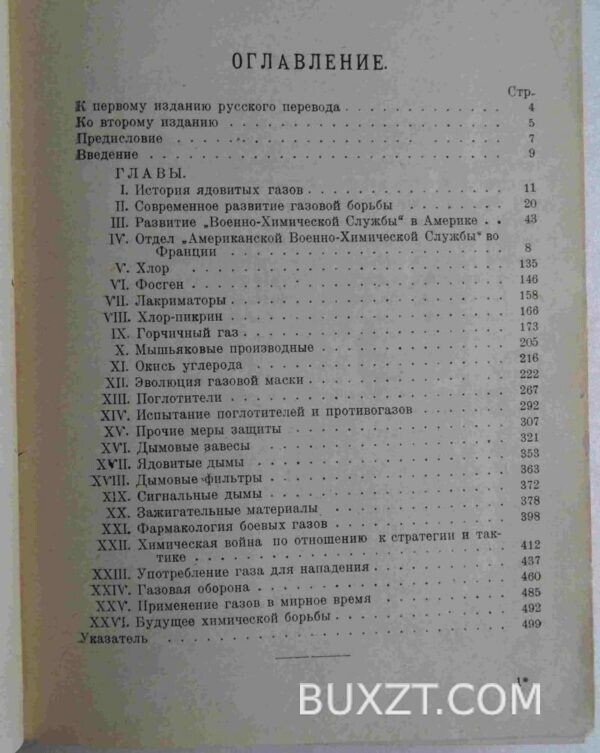 ОГЛАВЛЕНИЕ.
Стр.
К первому изданию русского перевода . . . . . . . . . . . . 4
Ко второму изданию . . . . . . . . . . . . . . . . . . 5
Предисловие . . . . . . . . . . . . . . . . . . . . . 7
Введение . . . . . . . . . . . . . . . . . . . . . . 9
ГЛАВЫ.
I. История ядовитых газов . . . . . . . . . . . . . 11
II. Современное развитие газовой борьбы . . . . . . . 20
III. Развитие „Военно-Химической Службы“ в Америке . . 43
IV. Отдел „Американской Военно-Химической Службы“ во
Франции . . . . . . . . . . . . . . . . . . 8
V. Хлор . . . . . . . . . . . . . . . . . . . . 135
VI. Фосген . . . . . . . . . . . . . . . . . . . 146
VII. Лакриматоры . . . . . . . . . . . . . . . . . 158
VIII. Хлор-пикрин . . . . . . . . . . . . . . . . . 166
IX. Горчичный газ . . . . . . . . . . . . . . . . 173
X. Мышьяковые производные . . . . . . . . . . . . 205
XI. Окись углерода . . . . . . . . . . . . . . . . 216
XII. Эволюция газовой маски . . . . . . . . . . . . 222
XIII. Поглотители . . . . . . . . . . . . . . . . . 267
XIV. Испытание поглотителей и противогазов . . . . . . 292
XV. Прочие меры защиты . . . . . . . . . . . . . . 307
XVI. Дымовые завесы . . . . . . . . . . . . . . . . 321
XVII. Ядовитые дымы . . . . . . . . . . . . . . . . 353
XVIII. Дымовые фильтры . . . . . . . . . . . . . . . 363
XIX. Сигнальные дымы . . . . . . . . . . . . . . . 372
XX. Зажигательные материалы . . . . . . . . . . . . 378
XXI. Фармакология боевых газов . . . . . . . . . . . 398
XXII. Химическая война по отношению к стратегии и так-
тике . . . . . . . . . . . . . . . . . . . 412
XXIII. Употребление газа для нападения . . . . . . . . . 437
XXIV. Газовая оборона . . . . . . . . . . . . . . . 460
XXV. Применение газов в мирное время . . . . . . . . 485
XXVI. Будущее химической борьбы . . . . . . . . . . . 492
Указатель . . . . . . . . . . . . . . . . . . . . . 499
1*
BUXZT.COM